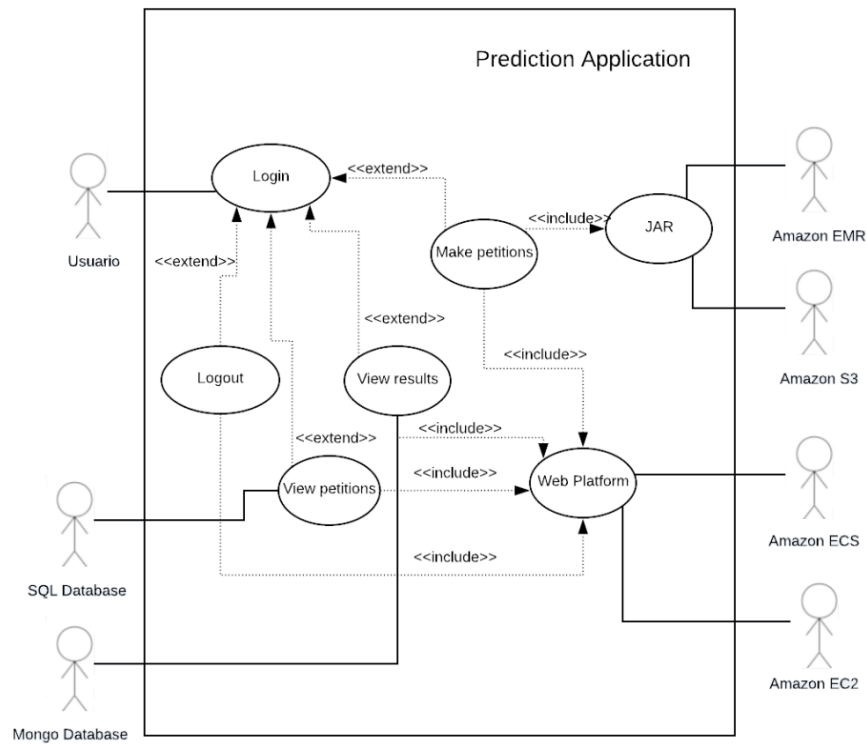 Prediction Application
<<extend>>
Login
<<include>>
JAR
Amazon EMR
Make petitions
Usuario
<<extend>>
<<extend>>
<<include>>
Logout
View results
Amazon S3
<<include>>
<<extend>>
<<include>>
View petitions
Web Platform
Amazon ECS
<<include>>
SQL Database
Amazon EC2
Mongo Database